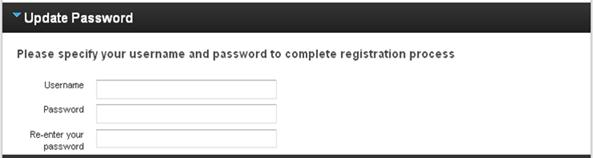 Update Password
Please specify your username and password to complete registration process
Username
Password
Re-enter your
password